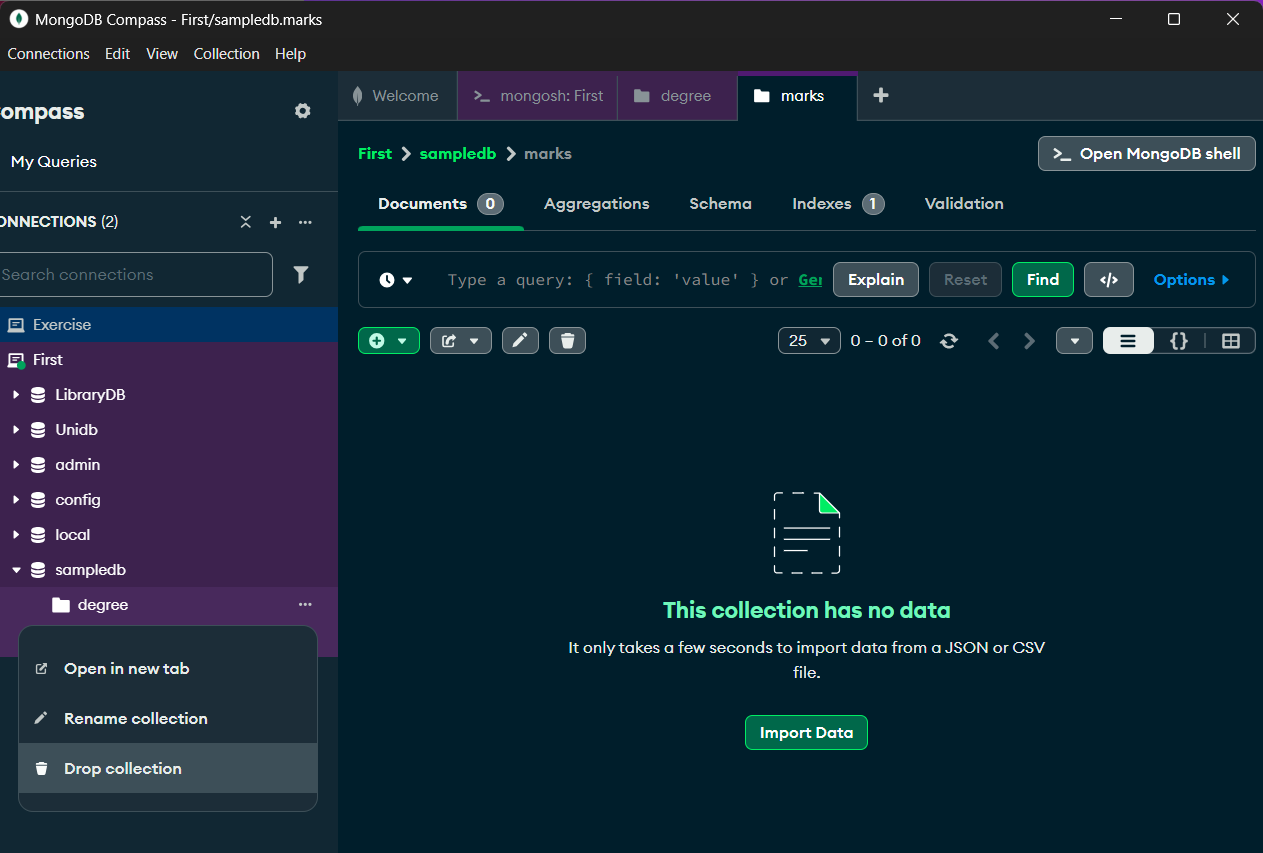 MongoDB Compass - First/sampledb.marks
Connections Edit View Collection Help
ompass
My Queries
ONNECTIONS (2)
Search connections
Exercise
First
LibraryDB
Unidb
admin
config
local
sampledb
degree
Open in new tab
Rename collection
Drop collection
Welcome >_ mongosh: First degree marks +
First > sampledb > marks >_ Open MongoDB shell
Documents 0 Aggregations Schema Indexes 1 Validation
Type a query: { field: 'value' } or Ger Explain Reset Find </> Options
25 0 – 0 of 0 {}
This collection has no data
It only takes a few seconds to import data from a JSON or CSV
file.
Import Data